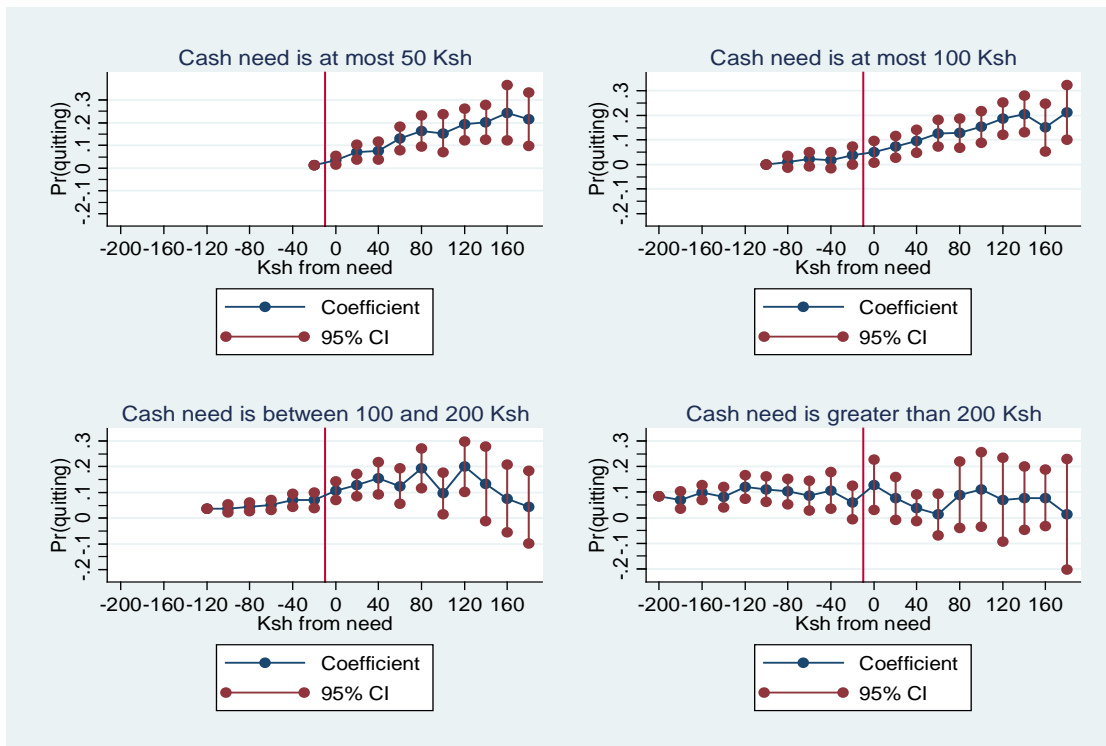 Cash need is at most 50 Ksh
Pr(quitting)
-.2-.1 0 .1 .2 .3
-200-160-120 -80 -40 0 40 80 120 160
Ksh from need
Coefficient
95% CI
Cash need is at most 100 Ksh
Pr(quitting)
-.2-.1 0 .1 .2 .3
-200-160-120 -80 -40 0 40 80 120 160
Ksh from need
Coefficient
95% CI
Cash need is between 100 and 200 Ksh
Pr(quitting)
-.2-.1 0 .1 .2 .3
-200-160-120 -80 -40 0 40 80 120 160
Ksh from need
Coefficient
95% CI
Cash need is greater than 200 Ksh
Pr(quitting)
-.2-.1 0 .1 .2 .3
-200-160-120 -80 -40 0 40 80 120 160
Ksh from need
Coefficient
95% CI